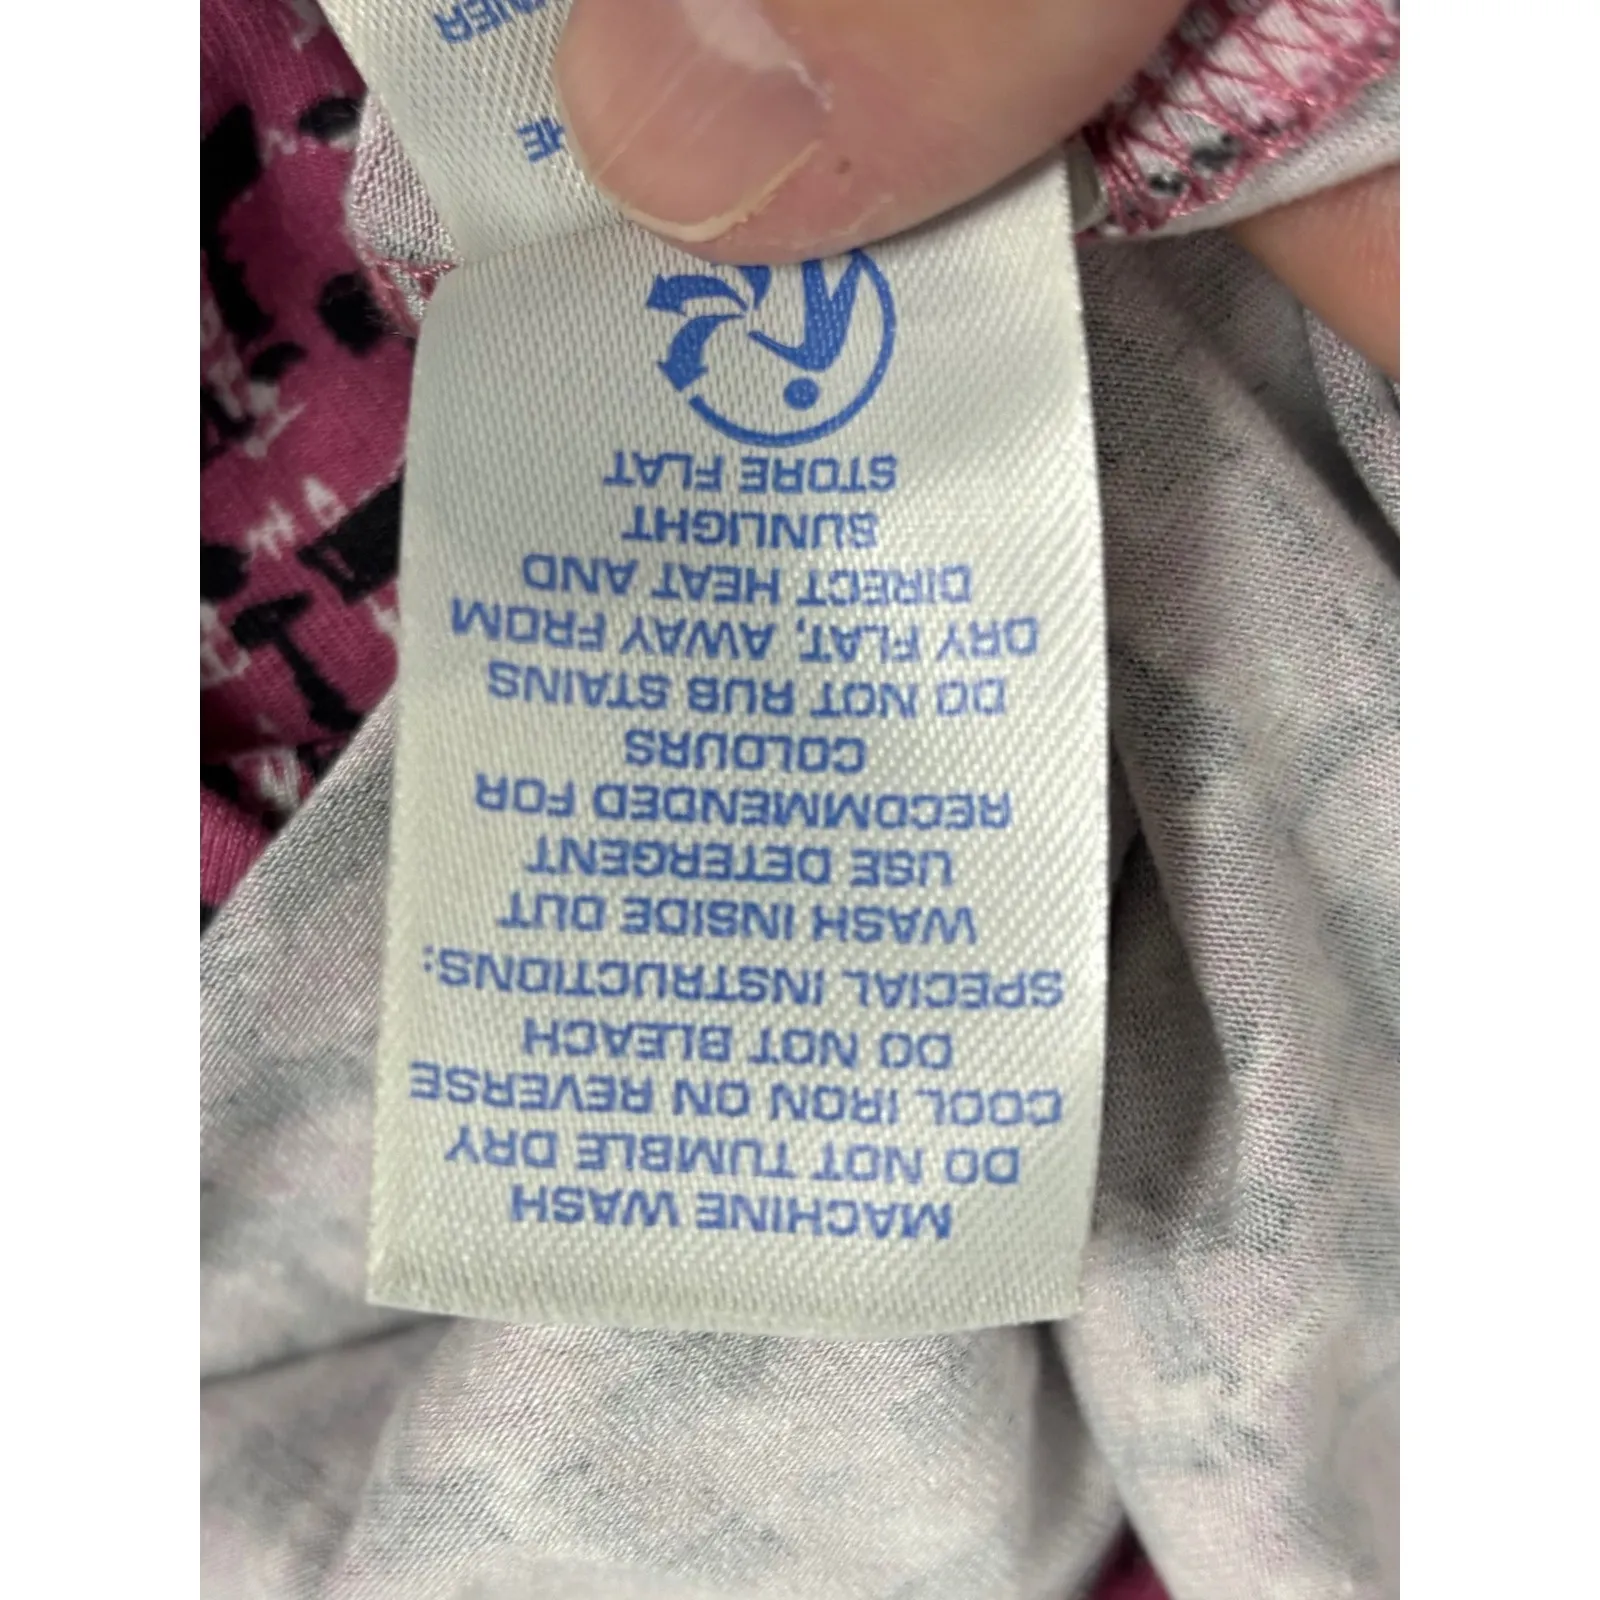 MACHINE WASH
DO NOT TUMBLE DRY
COOL IRON ON REVERSE
DO NOT BLEACH
SPECIAL INSTRUCTIONS:
WASH INSIDE OUT
USE DETERGENT
RECOMMENDED FOR
COLOURS
DO NOT RUB STAINS
DRY FLAT, AWAY FROM
DIRECT HEAT AND
SUNLIGHT
STORE FLAT